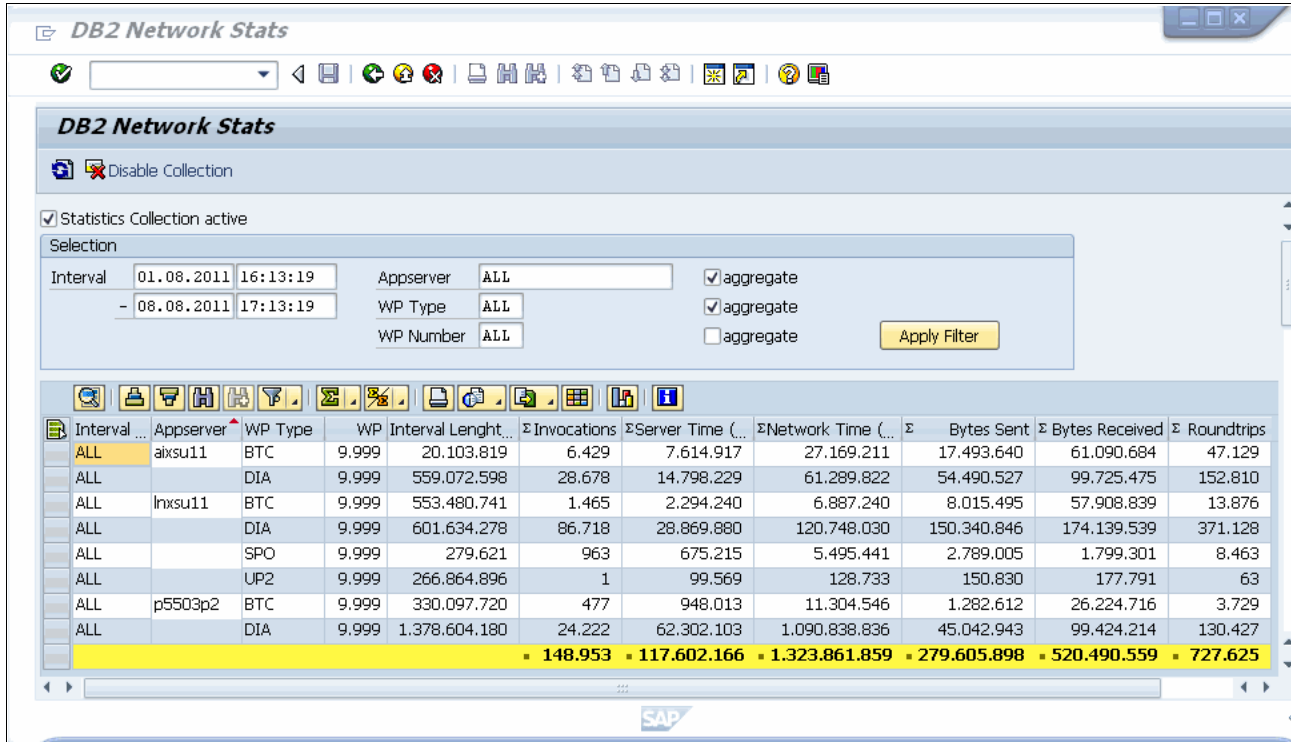 DB2 Network Stats
DB2 Network Stats
Disable Collection
Statistics Collection active
Selection
Interval 01.08.2011 16:13:19 Appserver ALL aggregate
- 08.08.2011 17:13:19 WP Type ALL aggregate
WP Number ALL aggregate Apply Filter
Interval ... Appserver WP Type WP Interval Lenght... Σ Invocations Σ Server Time (... Σ Network Time (... Σ Bytes Sent Σ Bytes Received Σ Roundtrips
ALL aixsu11 BTC 9.999 20.103.819 6.429 7.614.917 27.169.211 17.493.640 61.090.684 47.129
ALL DIA 9.999 559.072.598 28.678 14.798.229 61.289.822 54.490.527 99.725.475 152.810
ALL lnxsu11 BTC 9.999 553.480.741 1.465 2.294.240 6.887.240 8.015.495 57.908.839 13.876
ALL DIA 9.999 601.634.278 86.718 28.869.880 120.748.030 150.340.846 174.139.539 371.128
ALL SPO 9.999 279.621 963 675.215 5.495.441 2.789.005 1.799.301 8.463
ALL UP2 9.999 266.864.896 1 99.569 128.733 150.830 177.791 63
ALL p5503p2 BTC 9.999 330.097.720 477 948.013 11.304.546 1.282.612 26.224.716 3.729
ALL DIA 9.999 1.378.604.180 24.222 62.302.103 1.090.838.836 45.042.943 99.424.214 130.427
148.953 117.602.166 1.323.861.859 279.605.898 520.490.559 727.625
SAP